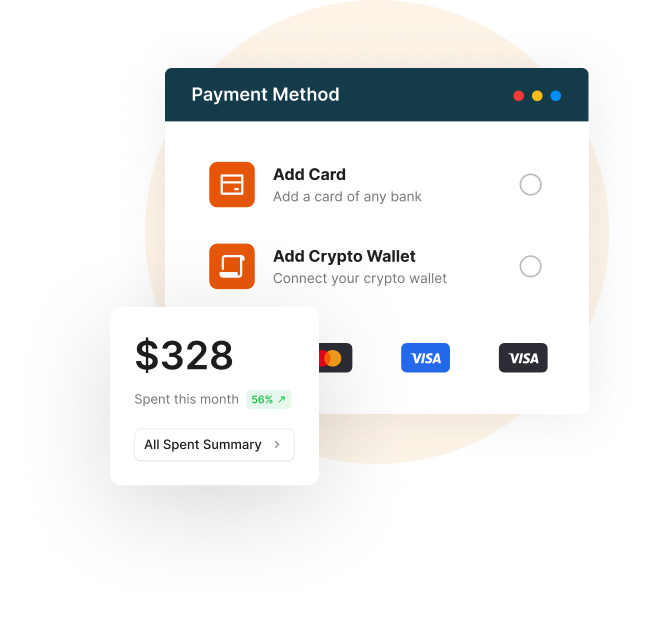 Payment Method
Add Card
Add a card of any bank
Add Crypto Wallet
Connect your crypto wallet
VISA
VISA
$328
Spent this month 56% ↗
All Spent Summary >